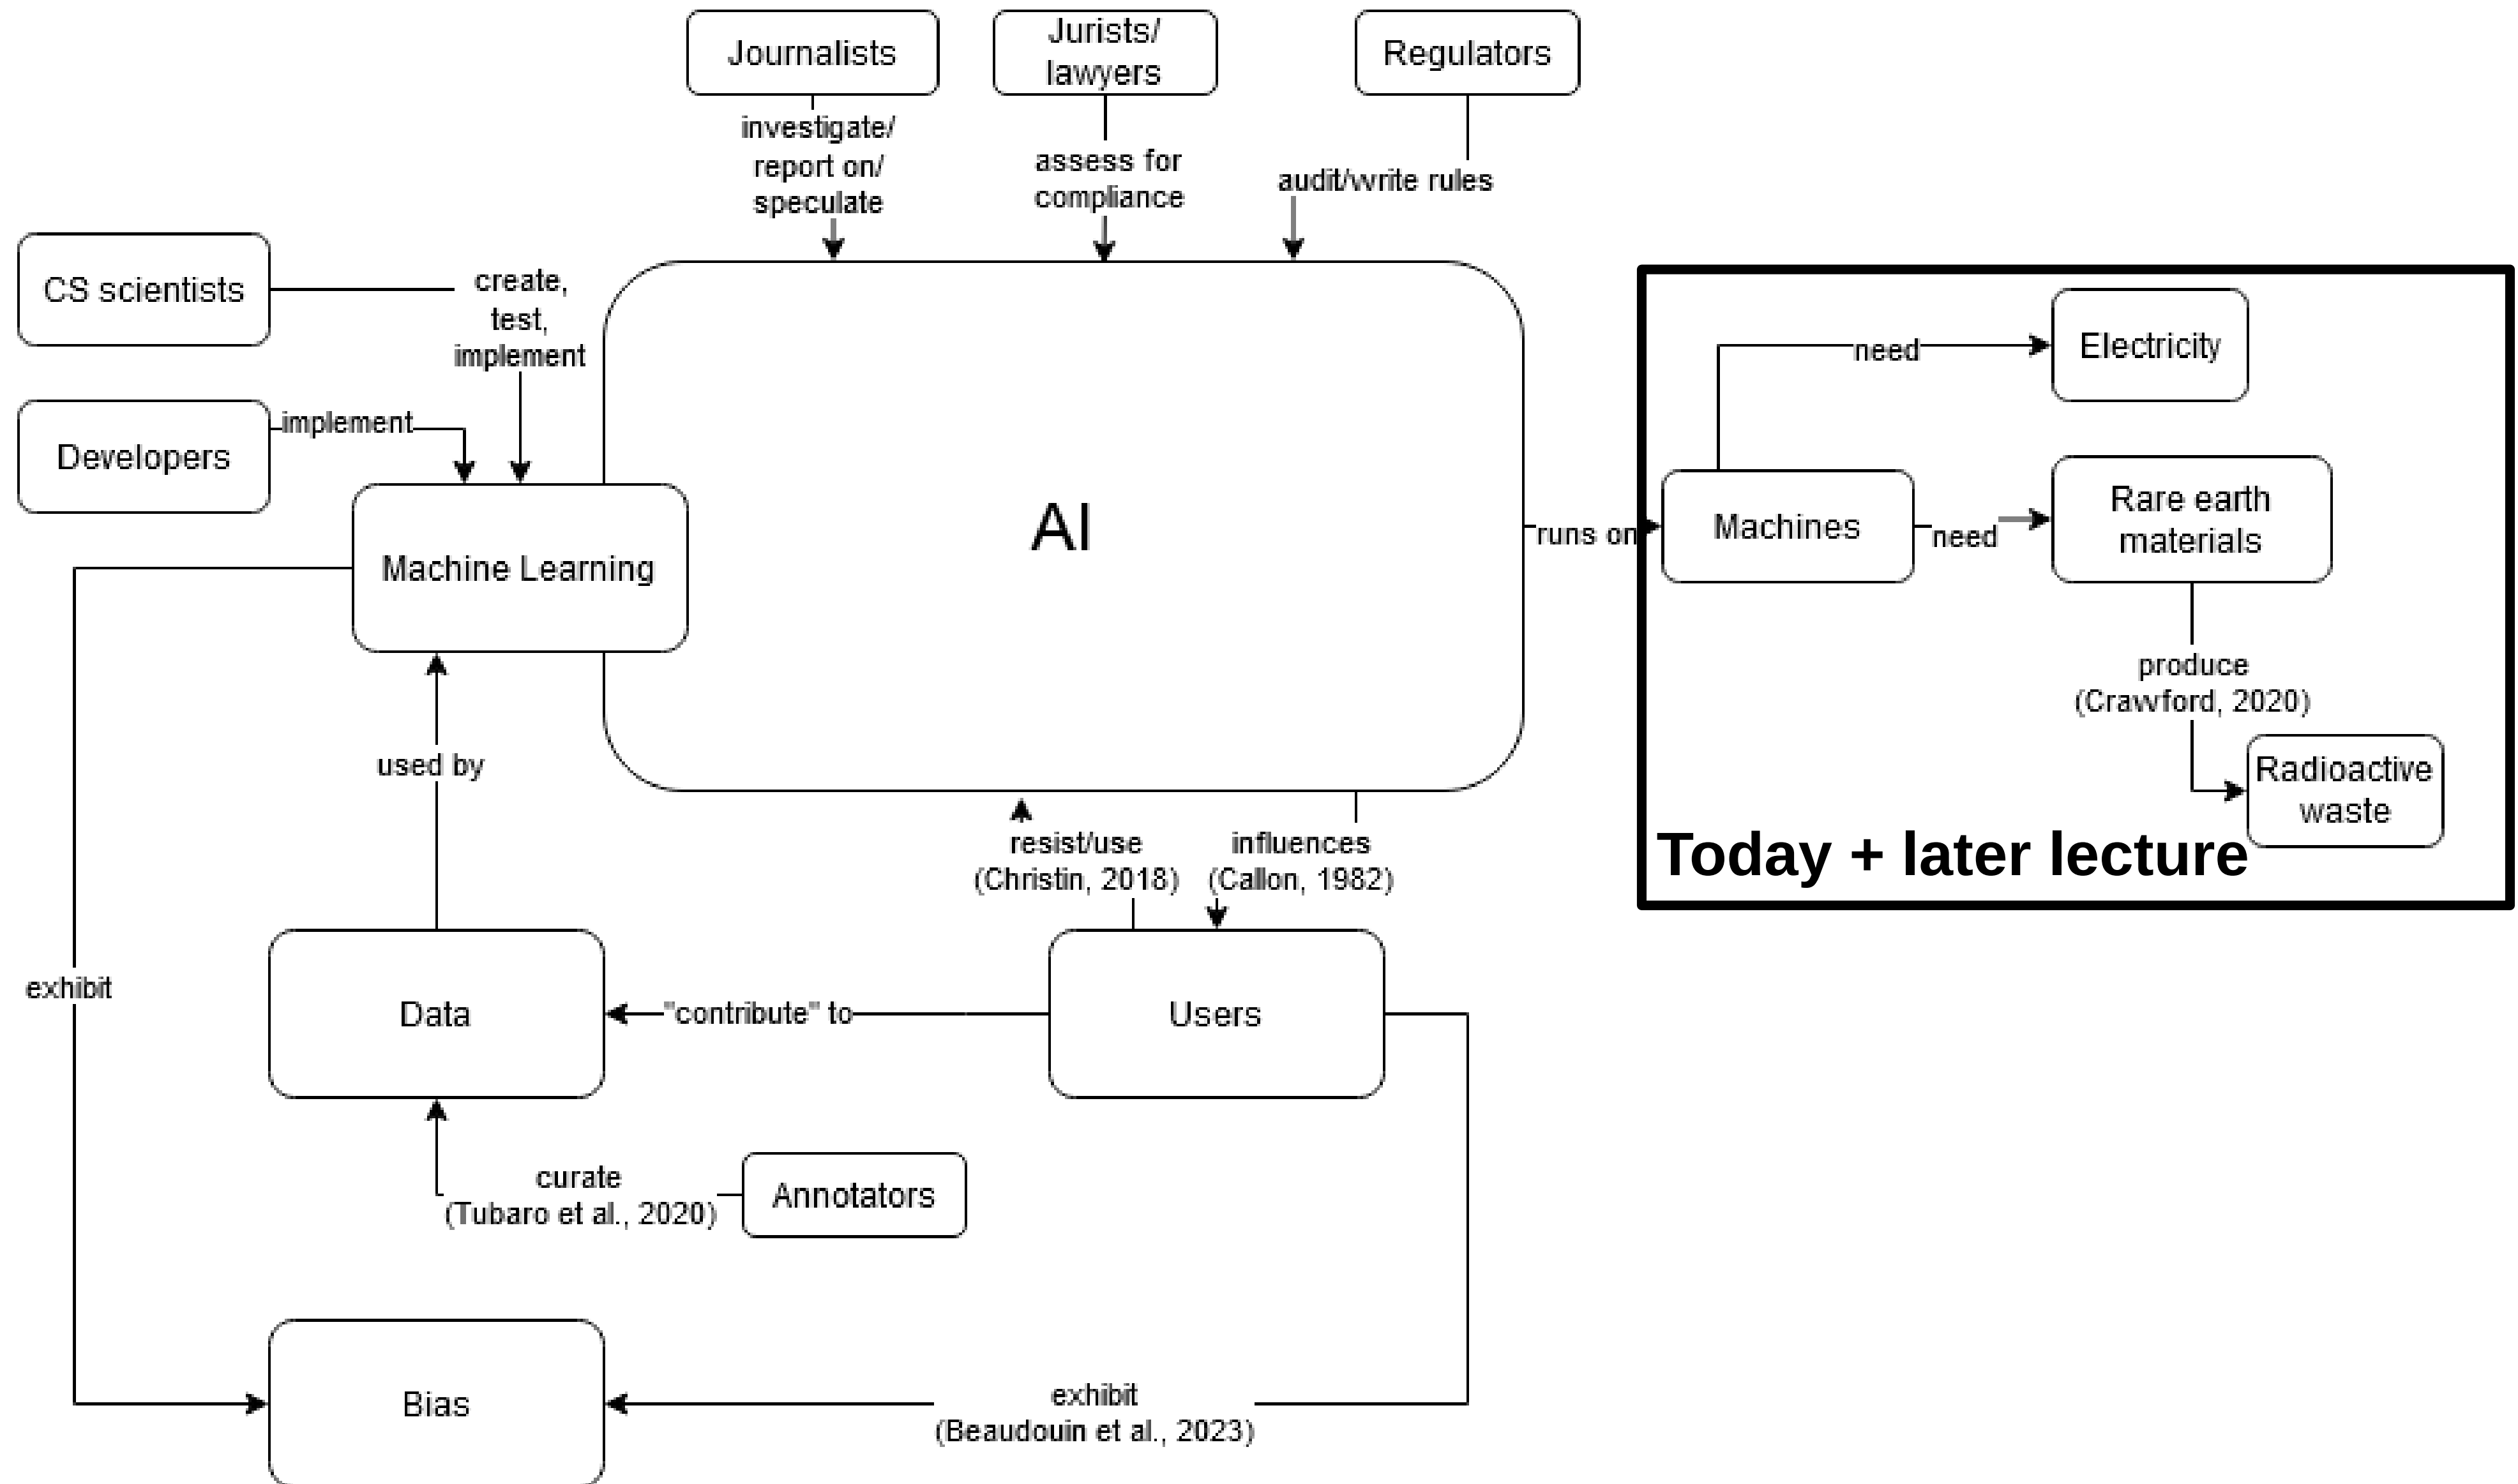 Journalists
Jurists/
lawyers
Regulators
investigate/
report on/
speculate
assess for
compliance
audit/write rules
CS scientists
create,
test,
implement
Developers
implement
Machine Learning
AI
runs on
Machines
need
Electricity
need
Rare earth
materials
produce
(Crawford, 2020)
Radioactive
waste
Today + later lecture
used by
resist/use
(Christin, 2018)
influences
(Callon, 1982)
exhibit
Data
"contribute" to
Users
curate
(Tubaro et al., 2020)
Annotators
Bias
exhibit
(Beaudouin et al., 2023)